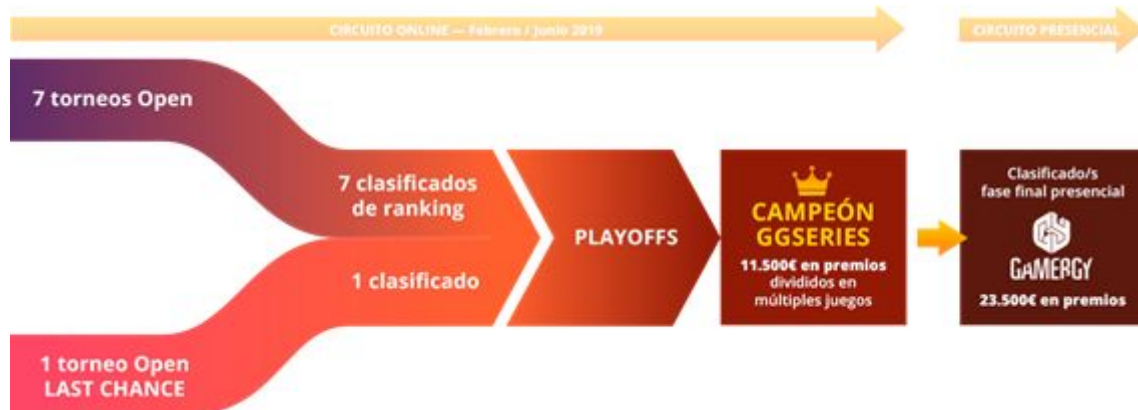 CIRCUITO ONLINE — Febrero / Junio 2019
CIRCUITO PRESENCIAL
7 torneos Open
7 clasificados
de ranking
1 clasificado
1 torneo Open
LAST CHANCE
PLAYOFFS
CAMPEÓN
GGSERIES
11.500€ en premios
divididos en
múltiples juegos
Clasificado/s
fase final presencial
GAMERGY
23.500€ en premios